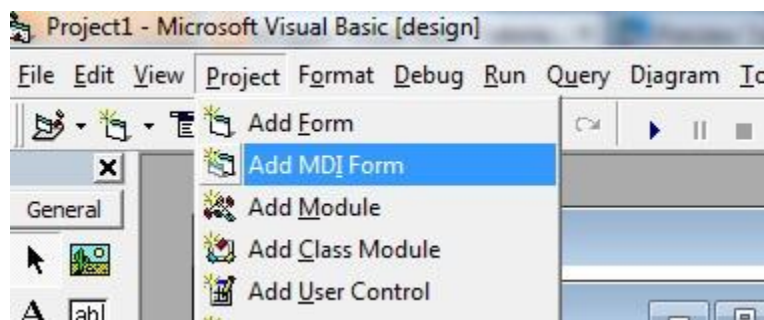 Project1 - Microsoft Visual Basic [design]
File Edit View Project Format Debug Run Query Diagram
Add Form
Add MDI Form
General
Add Module
Add Class Module
Add User Control
A ab|